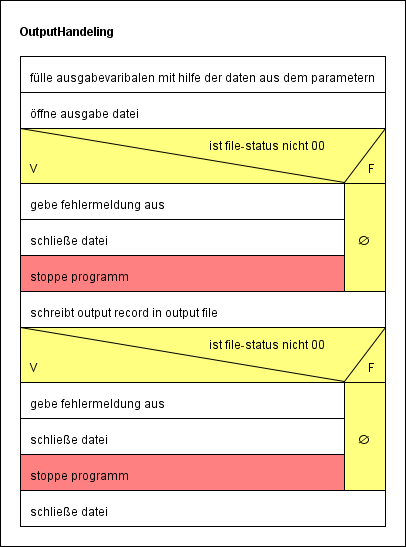 OutputHandeling
fülle ausgabevaribalen mit hilfe der daten aus dem parametern
öffne ausgabe datei
ist file-status nicht 00
V F
gebe fehlermeldung aus
schließe datei
∅
stoppe programm
schreibt output record in output file
ist file-status nicht 00
V F
gebe fehlermeldung aus
schließe datei
∅
stoppe programm
schließe datei